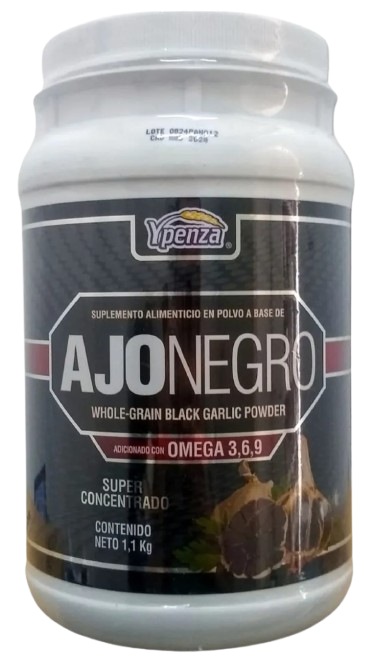 LOTE
Ypenza®
SUPLEMENTO ALIMENTICIO EN POLVO A BASE DE
AJONEGRO
WHOLE-GRAIN BLACK GARLIC POWDER
ADICIONADO CON OMEGA 3,6,9
SUPER
CONCENTRADO
CONTENIDO
NETO 1,1 Kg